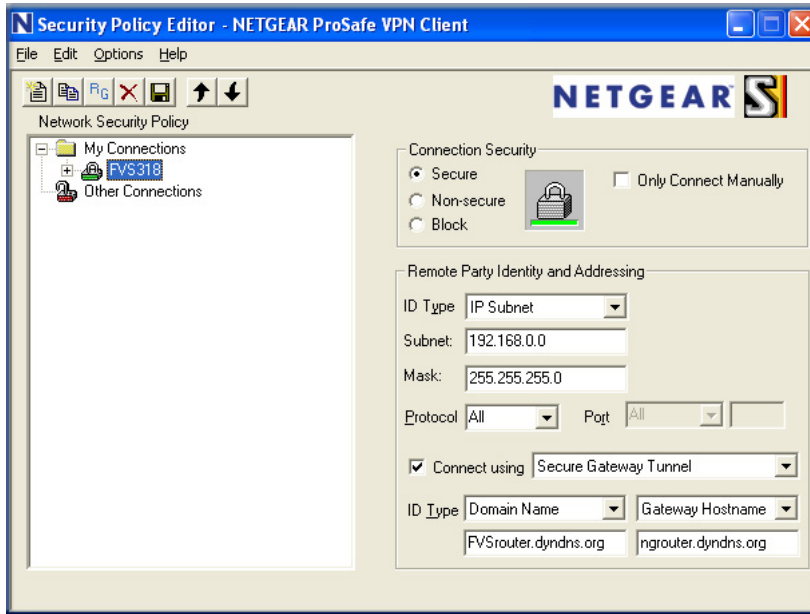 N Security Policy Editor - NETGEAR ProSafe VPN Client
File Edit Options Help
RG
NETGEAR
Network Security Policy
My Connections
FVS318
Other Connections
Connection Security
Secure
Non-secure
Block
Only Connect Manually
Remote Party Identity and Addressing
ID Type IP Subnet
Subnet: 192.168.0.0
Mask: 255.255.255.0
Protocol All Port All
Connect using Secure Gateway Tunnel
ID Type Domain Name Gateway Hostname
FVSrouter.dyndns.org ngrouter.dyndns.org